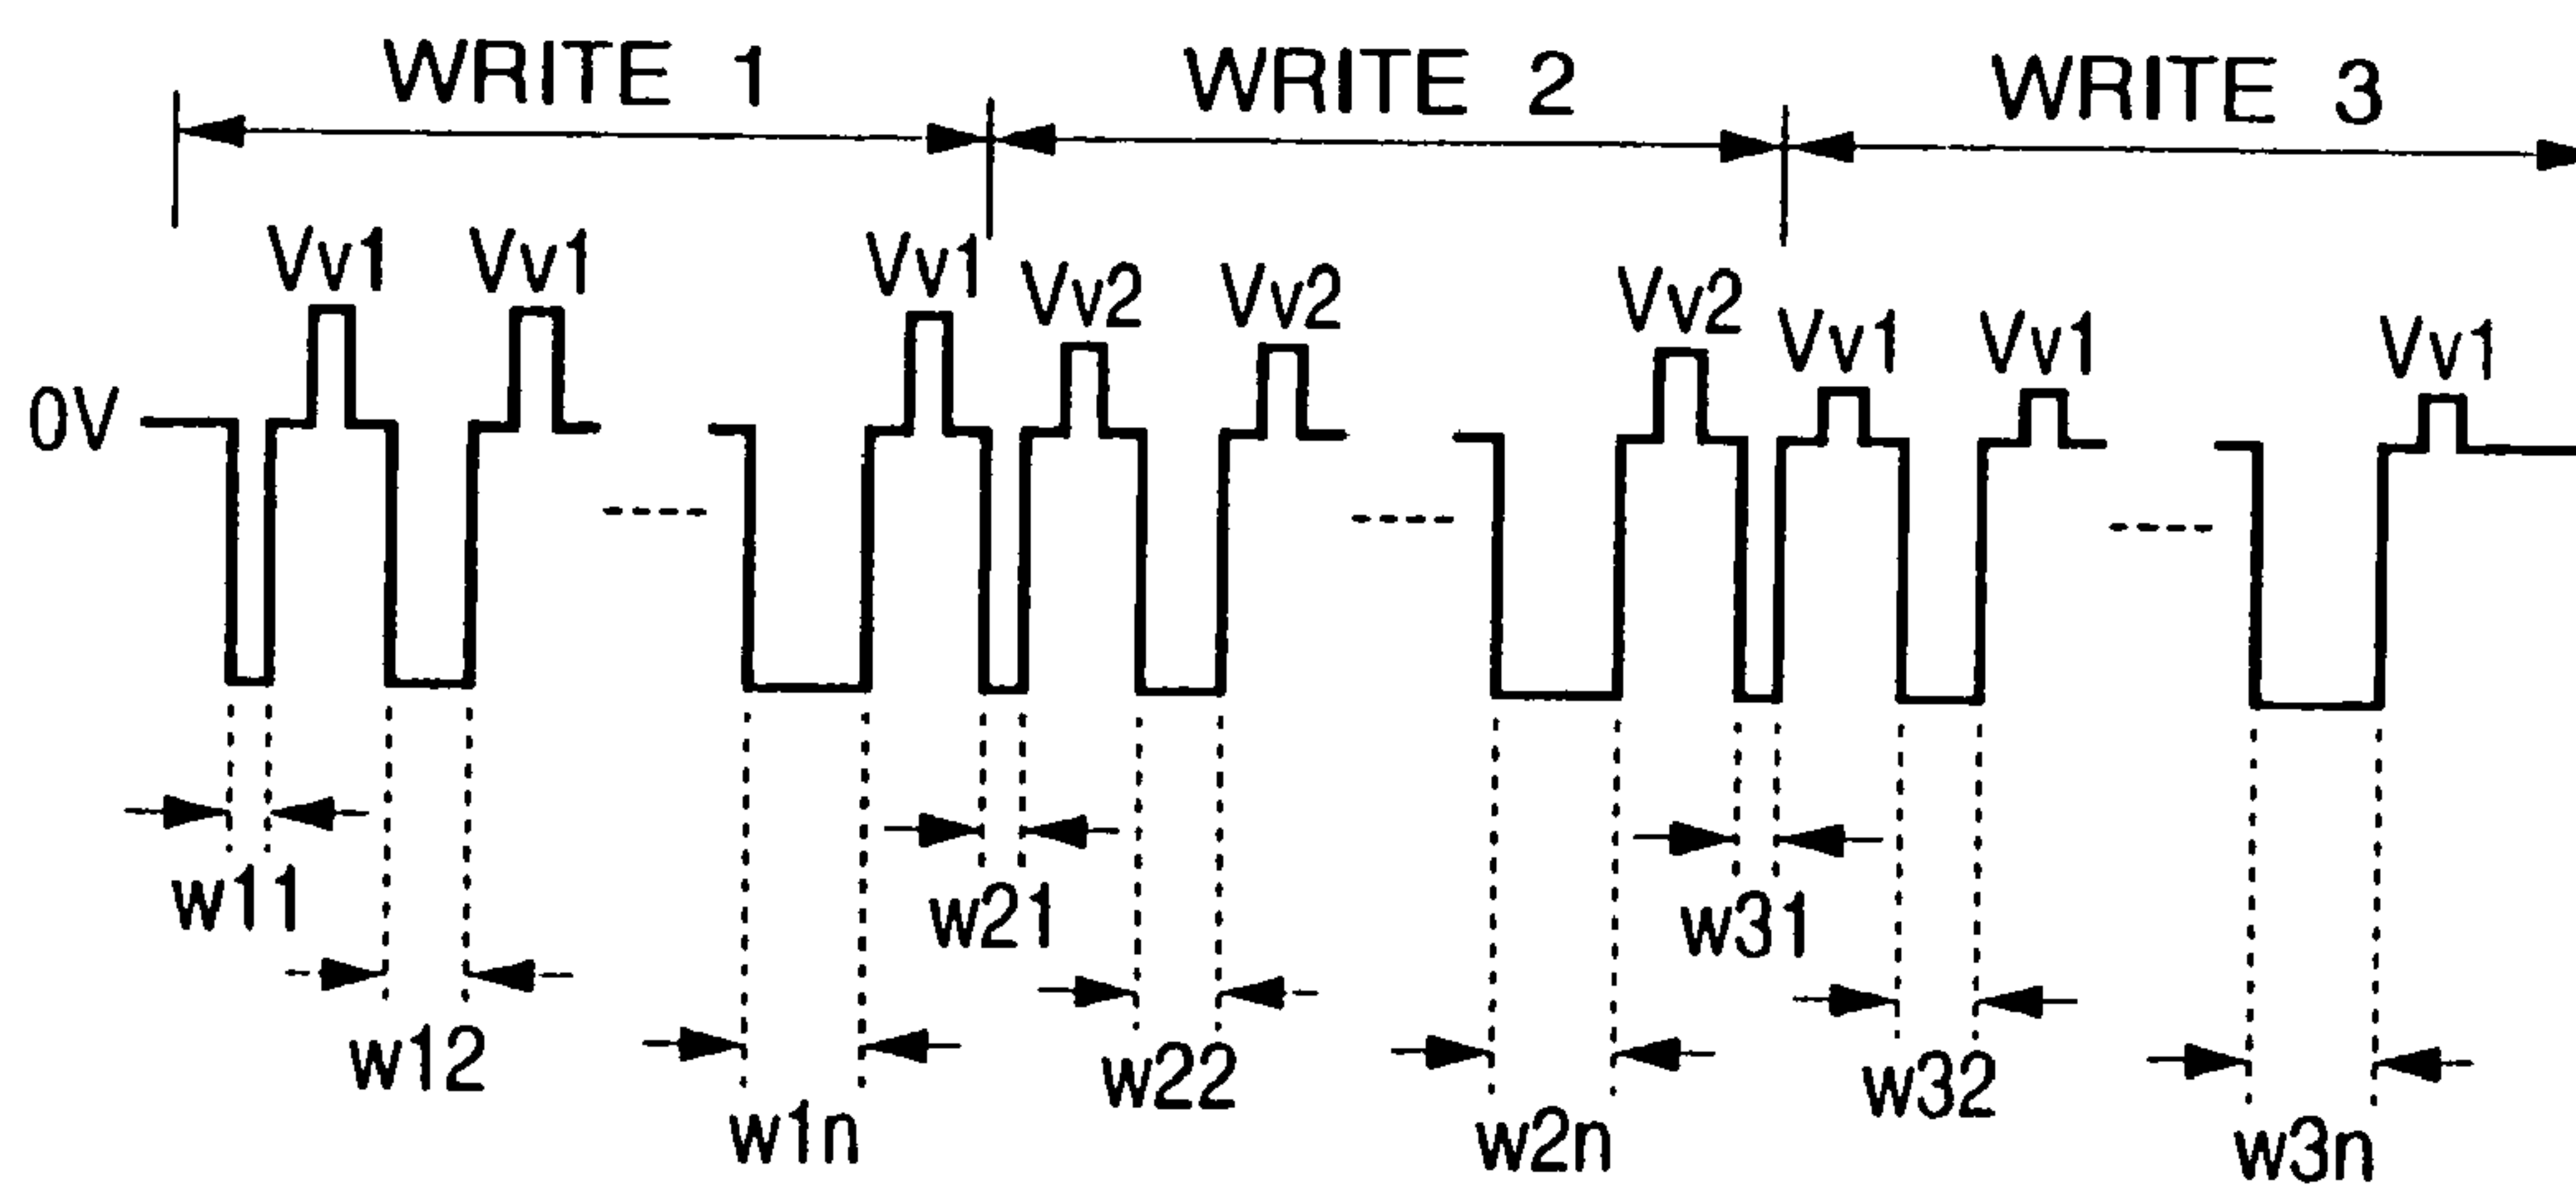 WRITE 1 WRITE 2 WRITE 3
Vv1 Vv1 Vv1 Vv2 Vv2 Vv2 Vv1 Vv1 Vv1
0V
w11 w21 w31
w12 w22 w32
w1n w2n w3n